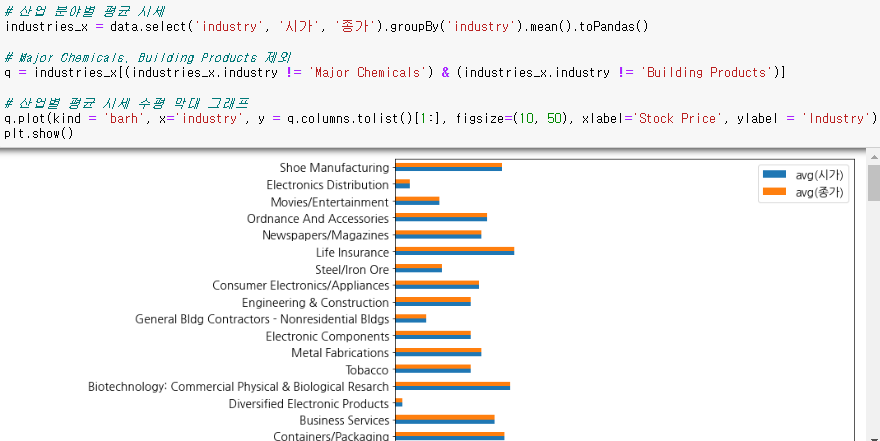 # 산업 분야별 평균 시세
industries_x = data.select('industry', '시가', '종가').groupBy('industry').mean().toPandas()
# Major Chemicals, Building Products 제외
q = industries_x[(industries_x.industry != 'Major Chemicals') & (industries_x.industry != 'Building Products')]
# 산업별 평균 시세 수평 막대 그래프
q.plot(kind = 'barh', x='industry', y = q.columns.tolist()[1:], figsize=(10, 50), xlabel='Stock Price', ylabel = 'Industry')
plt.show()
avg(시가)
avg(종가)
Shoe Manufacturing
Electronics Distribution
Movies/Entertainment
Ordnance And Accessories
Newspapers/Magazines
Life Insurance
Steel/Iron Ore
Consumer Electronics/Appliances
Engineering & Construction
General Bldg Contractors - Nonresidential Bldgs
Electronic Components
Metal Fabrications
Tobacco
Biotechnology: Commercial Physical & Biological Resarch
Diversified Electronic Products
Business Services
Containers/Packaging